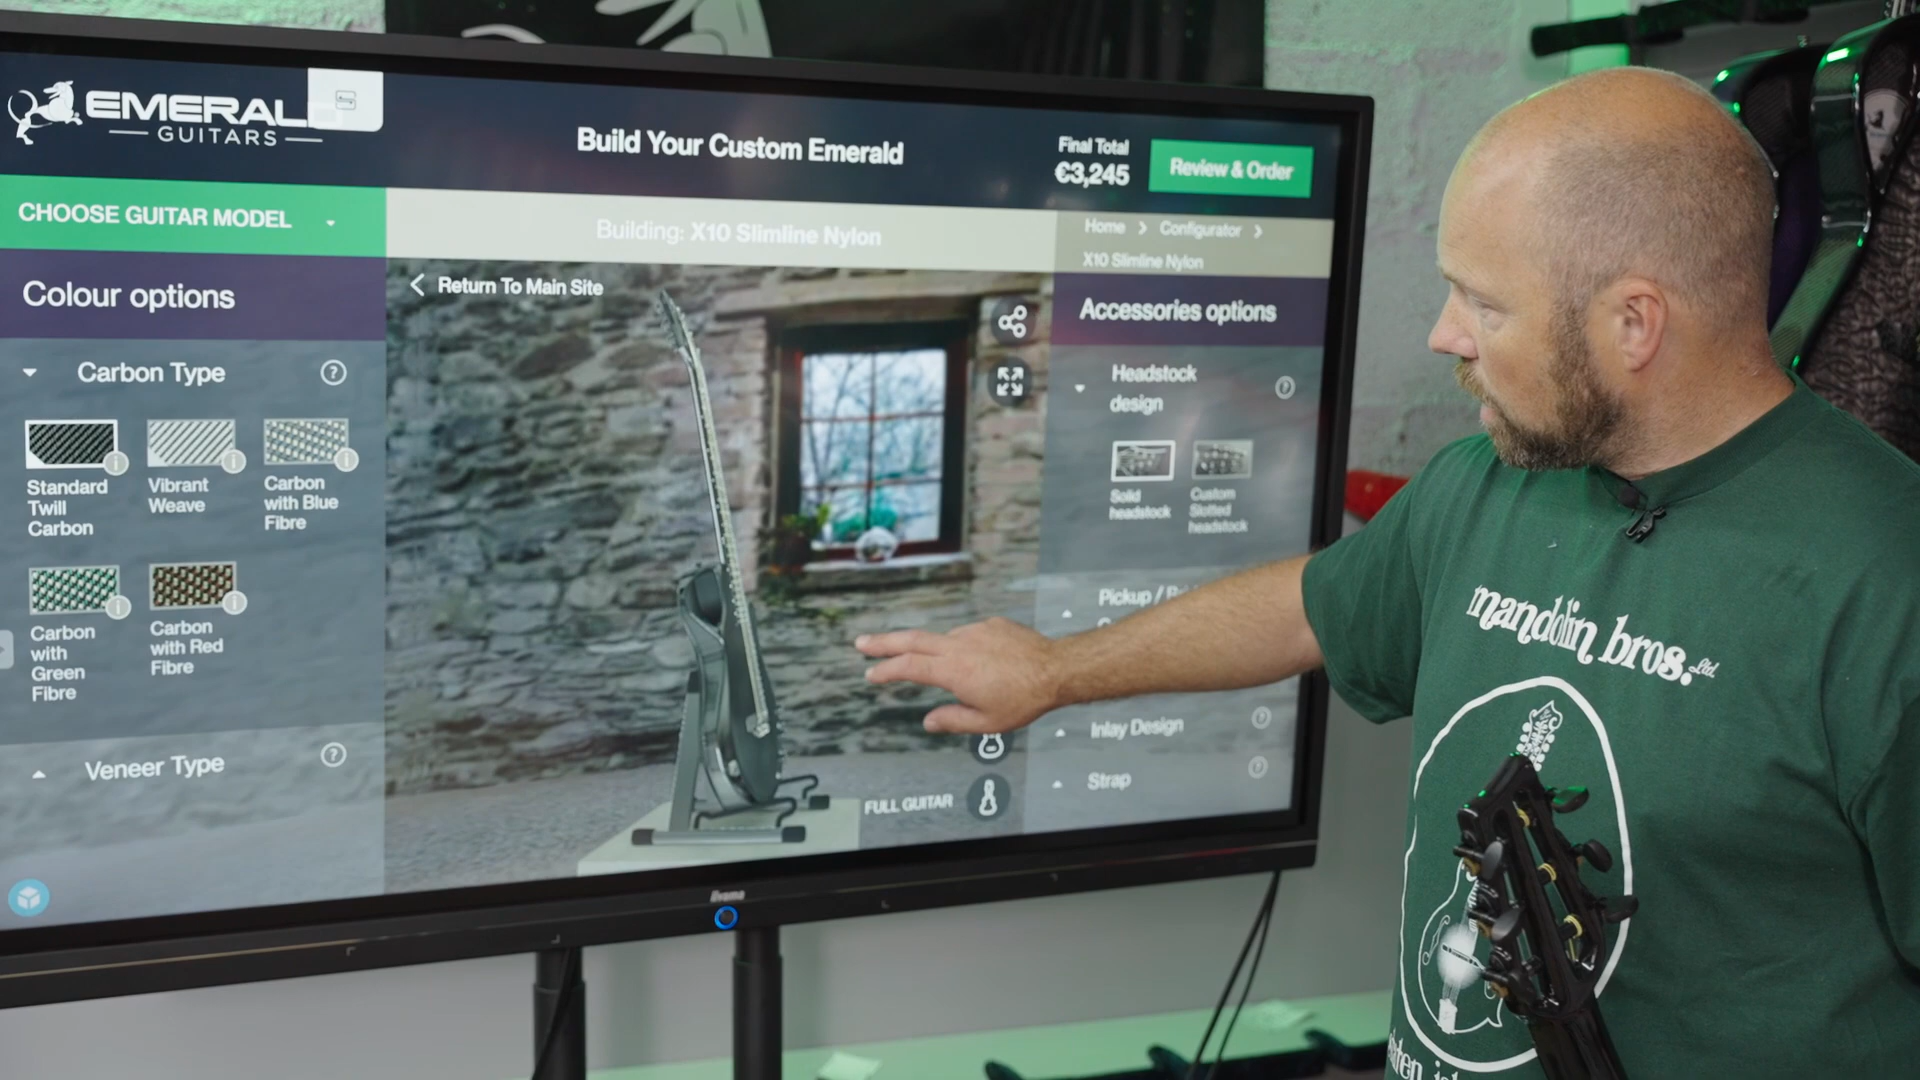 EMERALD
GUITARS
Build Your Custom Emerald
Final Total
€3,245
Review & Order
CHOOSE GUITAR MODEL
Building: X10 Slimline Nylon
Home > Configurator >
X10 Slimline Nylon
Colour options
Return To Main Site
Accessories options
Carbon Type
?
Standard
Twill
Carbon
Vibrant
Weave
Carbon
with Blue
Fibre
Carbon
with
Green
Fibre
Carbon
with Red
Fibre
Veneer Type
?
FULL GUITAR
Headstock
design
?
Solid
headstock
Custom
Slotted
headstock
Pickup /
Inlay Design
?
Strap
?
iiyama
mandolin bros. Ltd.